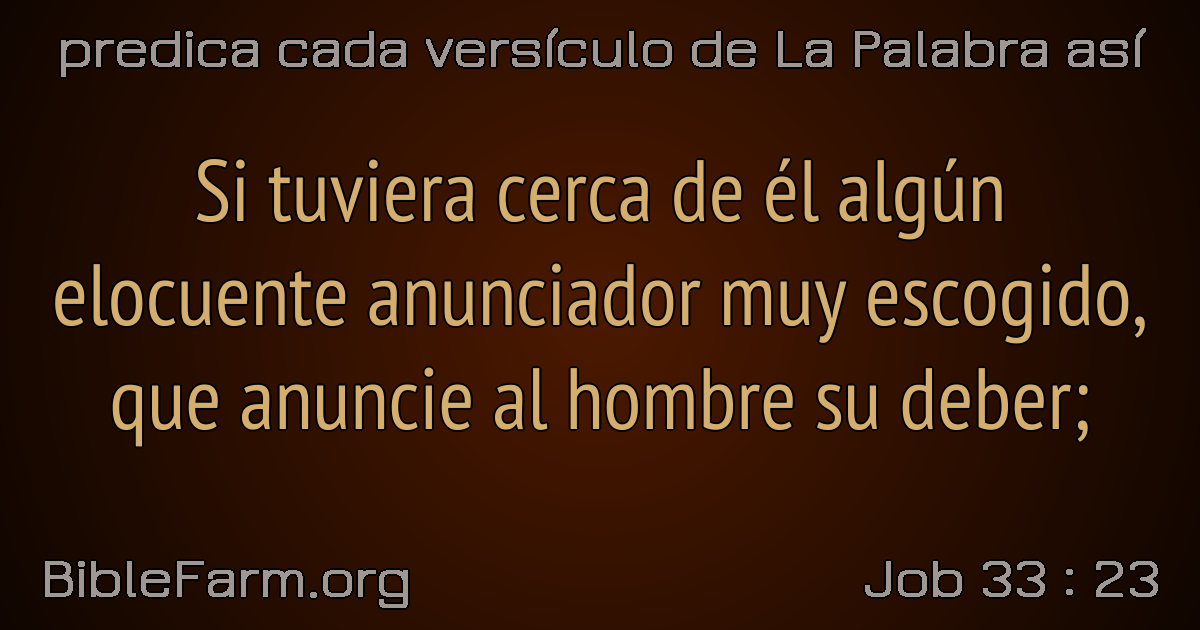 predica cada versículo de La Palabra así
Si tuviera cerca de él algún
elocuente anunciador muy escogido,
que anuncie al hombre su deber;
BibleFarm.org
Job 33 : 23